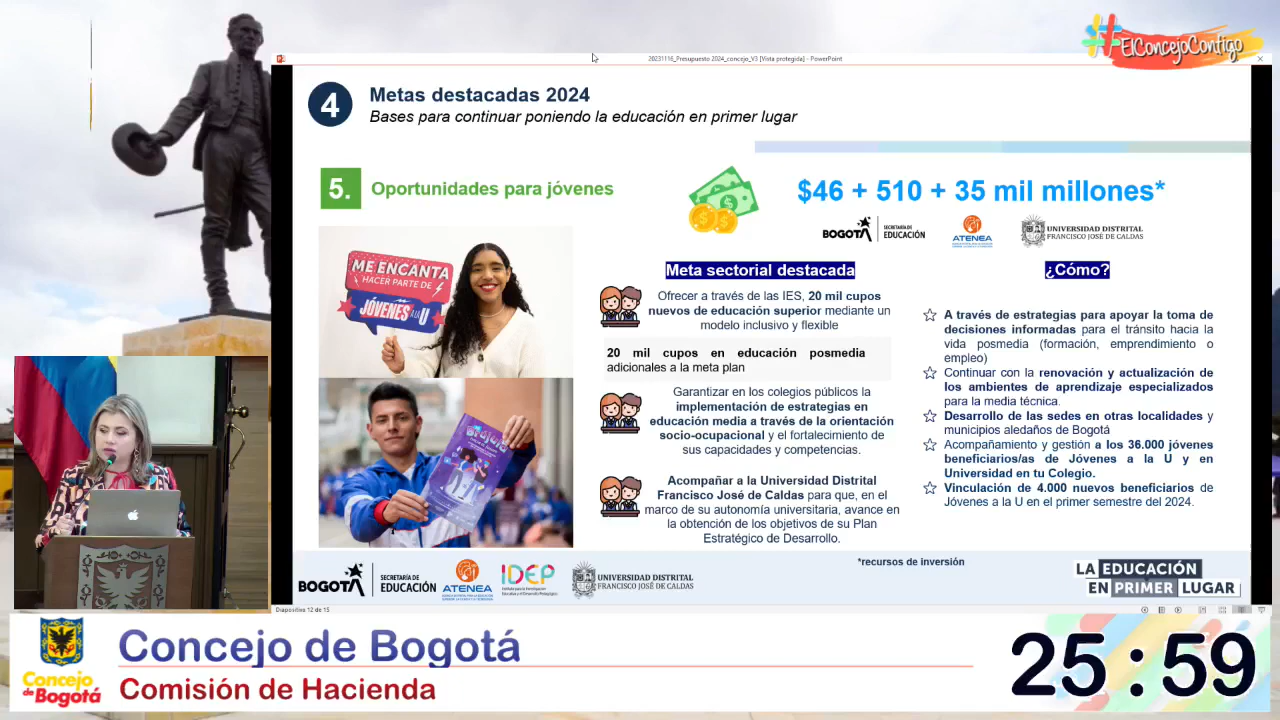 #ElConcejoContigo
20231116_Presupuesto 2024_concejo_V3 [Vista protegida] - PowerPoint
4
Metas destacadas 2024
Bases para continuar poniendo la educación en primer lugar
5.
Oportunidades para jóvenes
$46 + 510 + 35 mil millones*
BOGOTÁ
SECRETARÍA DE
EDUCACIÓN
ATENEA
UNIVERSIDAD DISTRITAL
FRANCISCO JOSÉ DE CALDAS
ME ENCANTA
HACER PARTE DE
JÓVENES A LA U
Meta sectorial destacada
Ofrecer a través de las IES, 20 mil cupos
nuevos de educación superior mediante un
modelo inclusivo y flexible
20 mil cupos en educación posmedia
adicionales a la meta plan
Garantizar en los colegios públicos la
implementación de estrategias en
educación media a través de la orientación
socio-ocupacional y el fortalecimiento de
sus capacidades y competencias.
Acompañar a la Universidad Distrital
Francisco José de Caldas para que, en el
marco de su autonomía universitaria, avance en
la obtención de los objetivos de su Plan
Estratégico de Desarrollo.
¿Cómo?
A través de estrategias para apoyar la toma de
decisiones informadas para el tránsito hacia la
vida posmedia (formación, emprendimiento o
empleo)
Continuar con la renovación y actualización de
los ambientes de aprendizaje especializados
para la media técnica.
Desarrollo de las sedes en otras localidades y
municipios aledaños de Bogotá
Acompañamiento y gestión a los 36.000 jóvenes
beneficiarios/as de Jóvenes a la U y en
Universidad en tu Colegio.
Vinculación de 4.000 nuevos beneficiarios de
Jóvenes a la U en el primer semestre del 2024.
*recursos de inversión
BOGOTÁ
SECRETARÍA DE
EDUCACIÓN
ATENEA
IDEP
UNIVERSIDAD DISTRITAL
FRANCISCO JOSÉ DE CALDAS
LA EDUCACIÓN
EN PRIMER LUGAR
Diapositiva 12 de 15
Concejo
de Bogotá
Concejo de Bogotá
Comisión de Hacienda
25:59